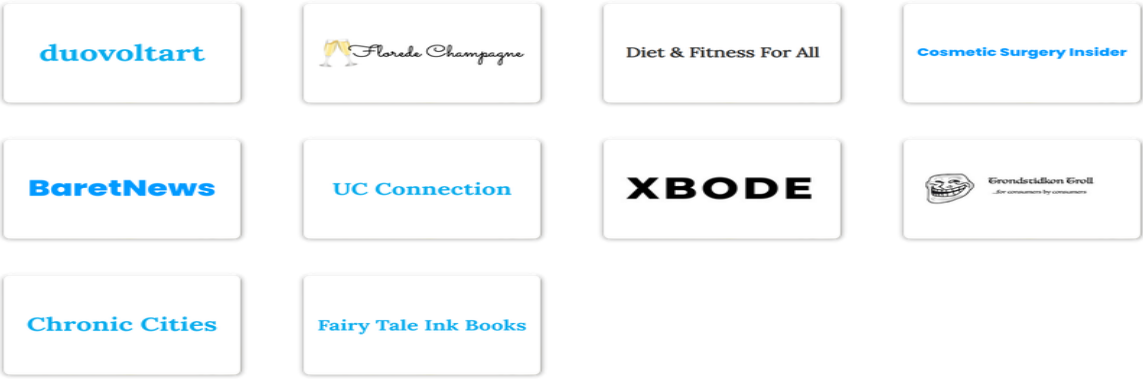 duovoltart
Florede Champagne
Diet & Fitness For All
Cosmetic Surgery Insider
BaretNews
UC Connection
XBODE
Trondstidkon Troll
..for consumers by consumers
Chronic Cities
Fairy Tale Ink Books